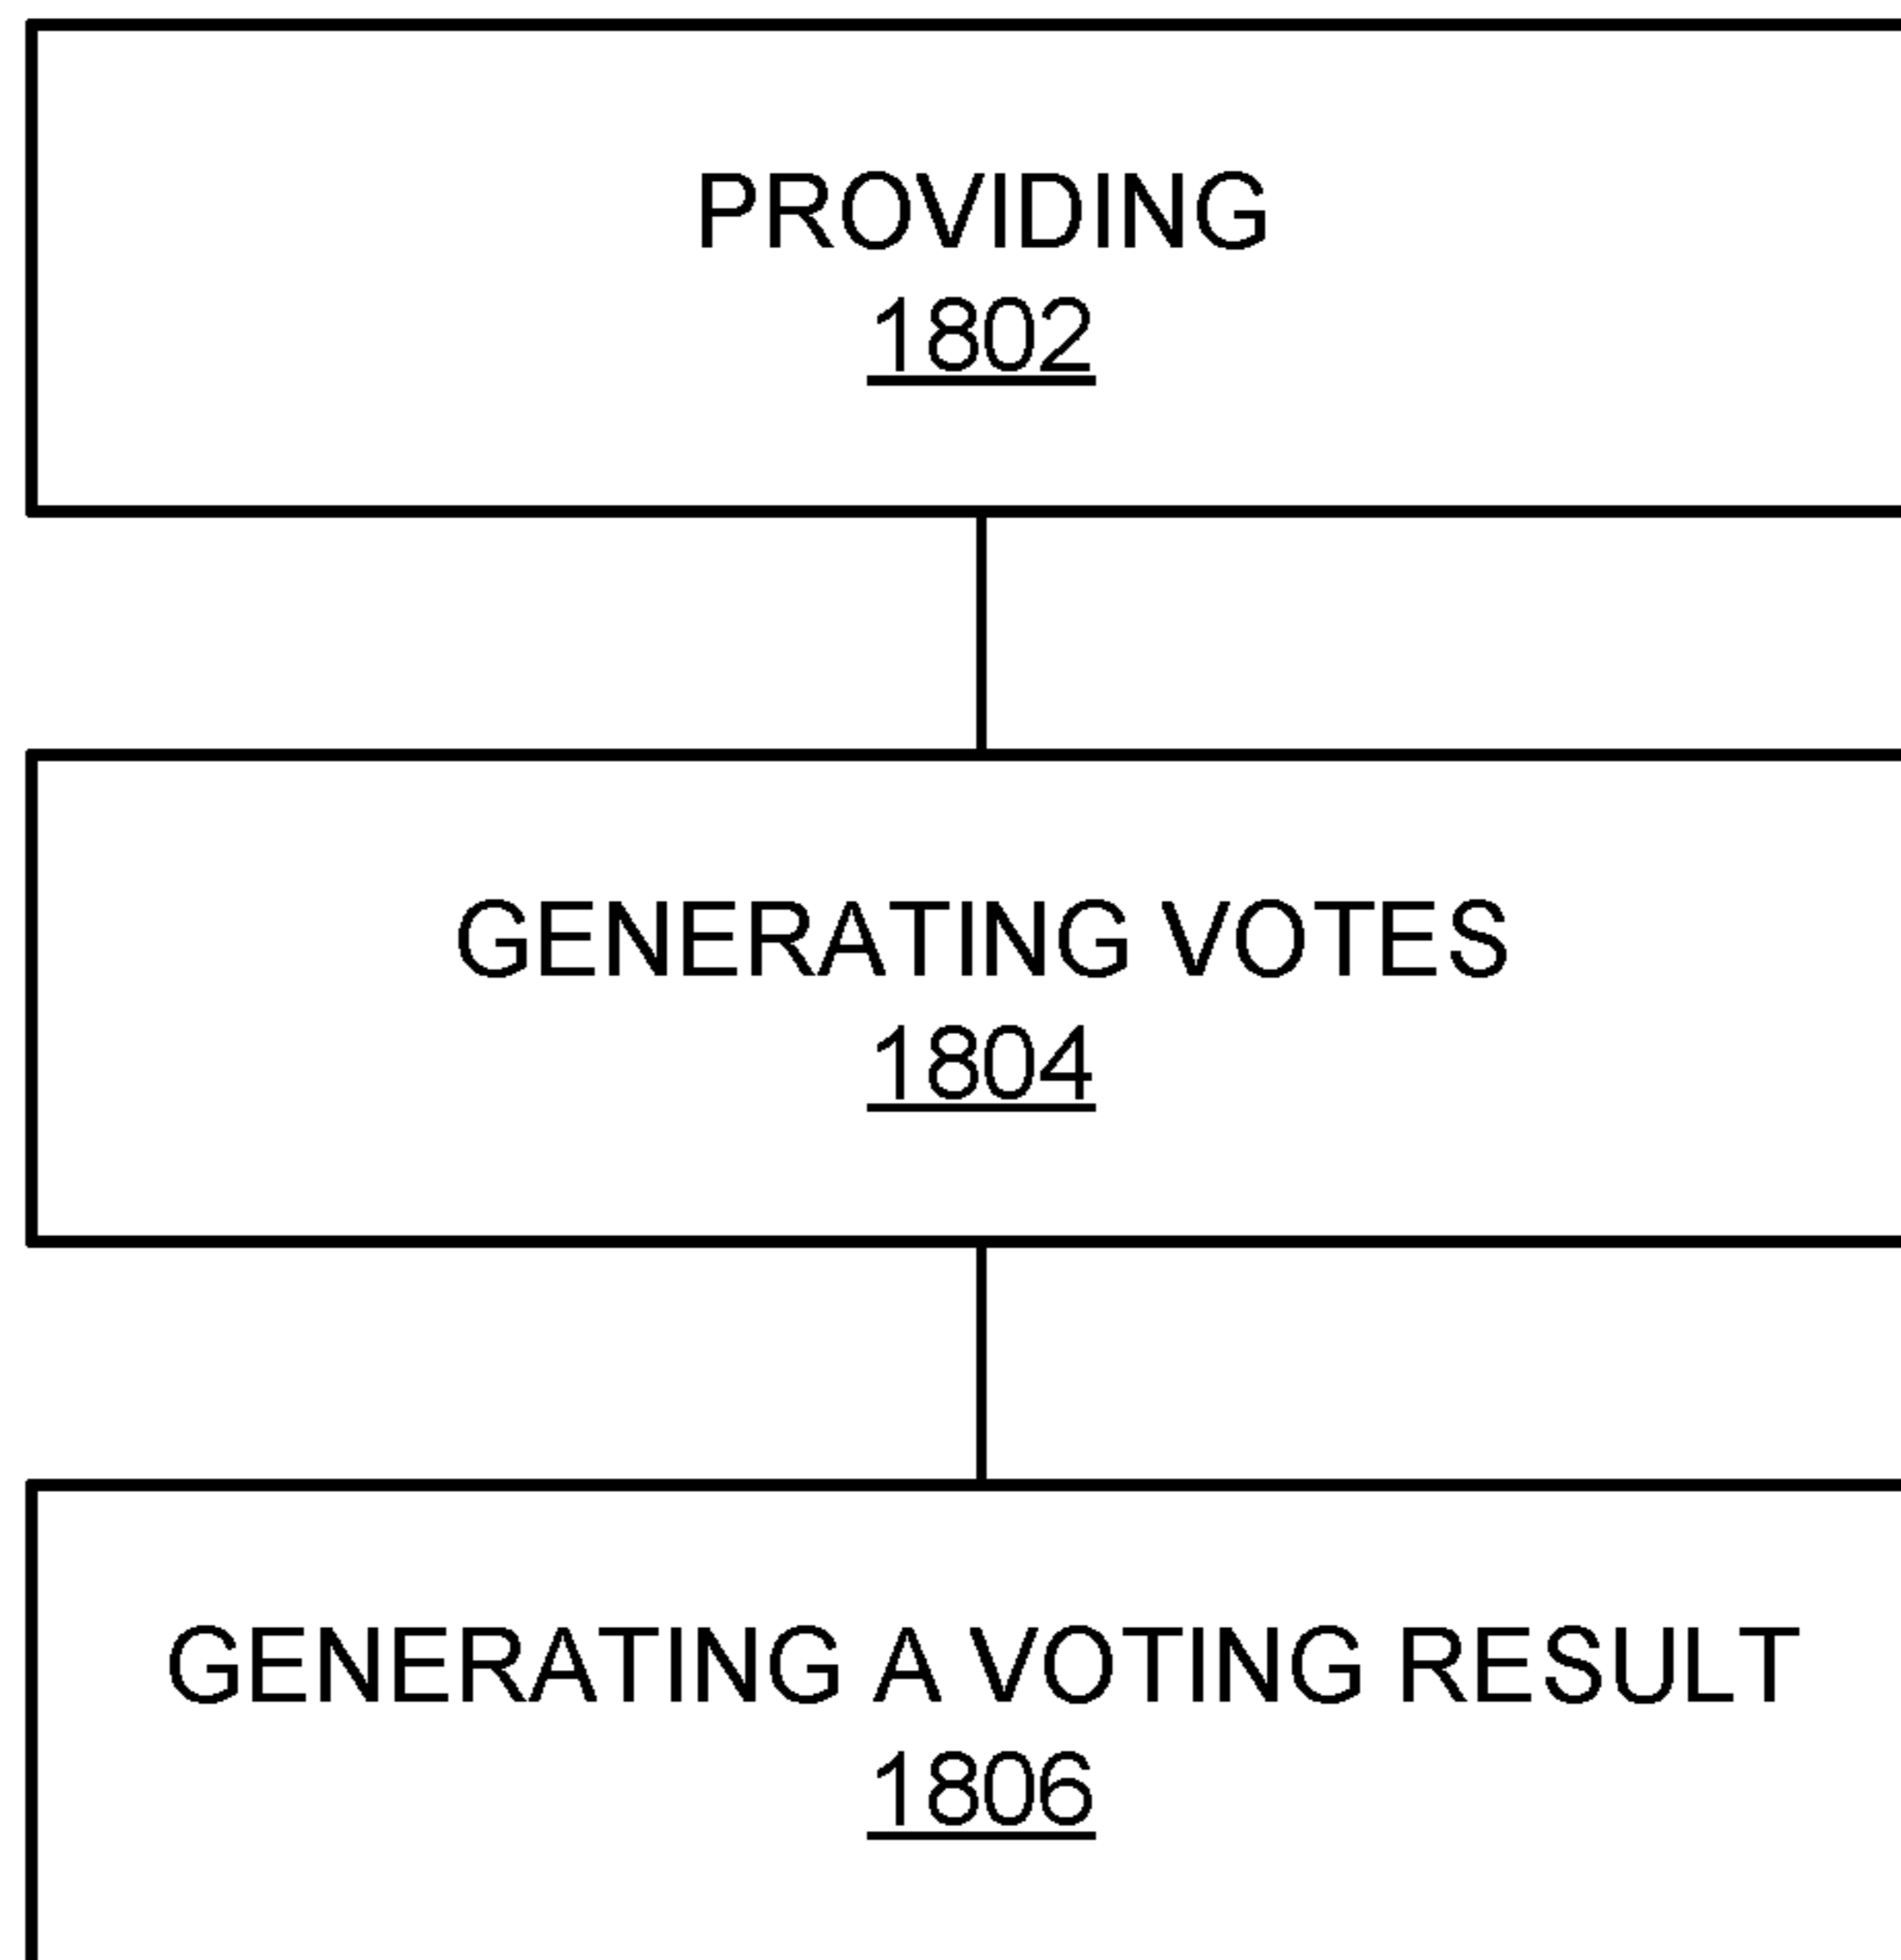 PROVIDING
1802
GENERATING VOTES
1804
GENERATING A VOTING RESULT
1806